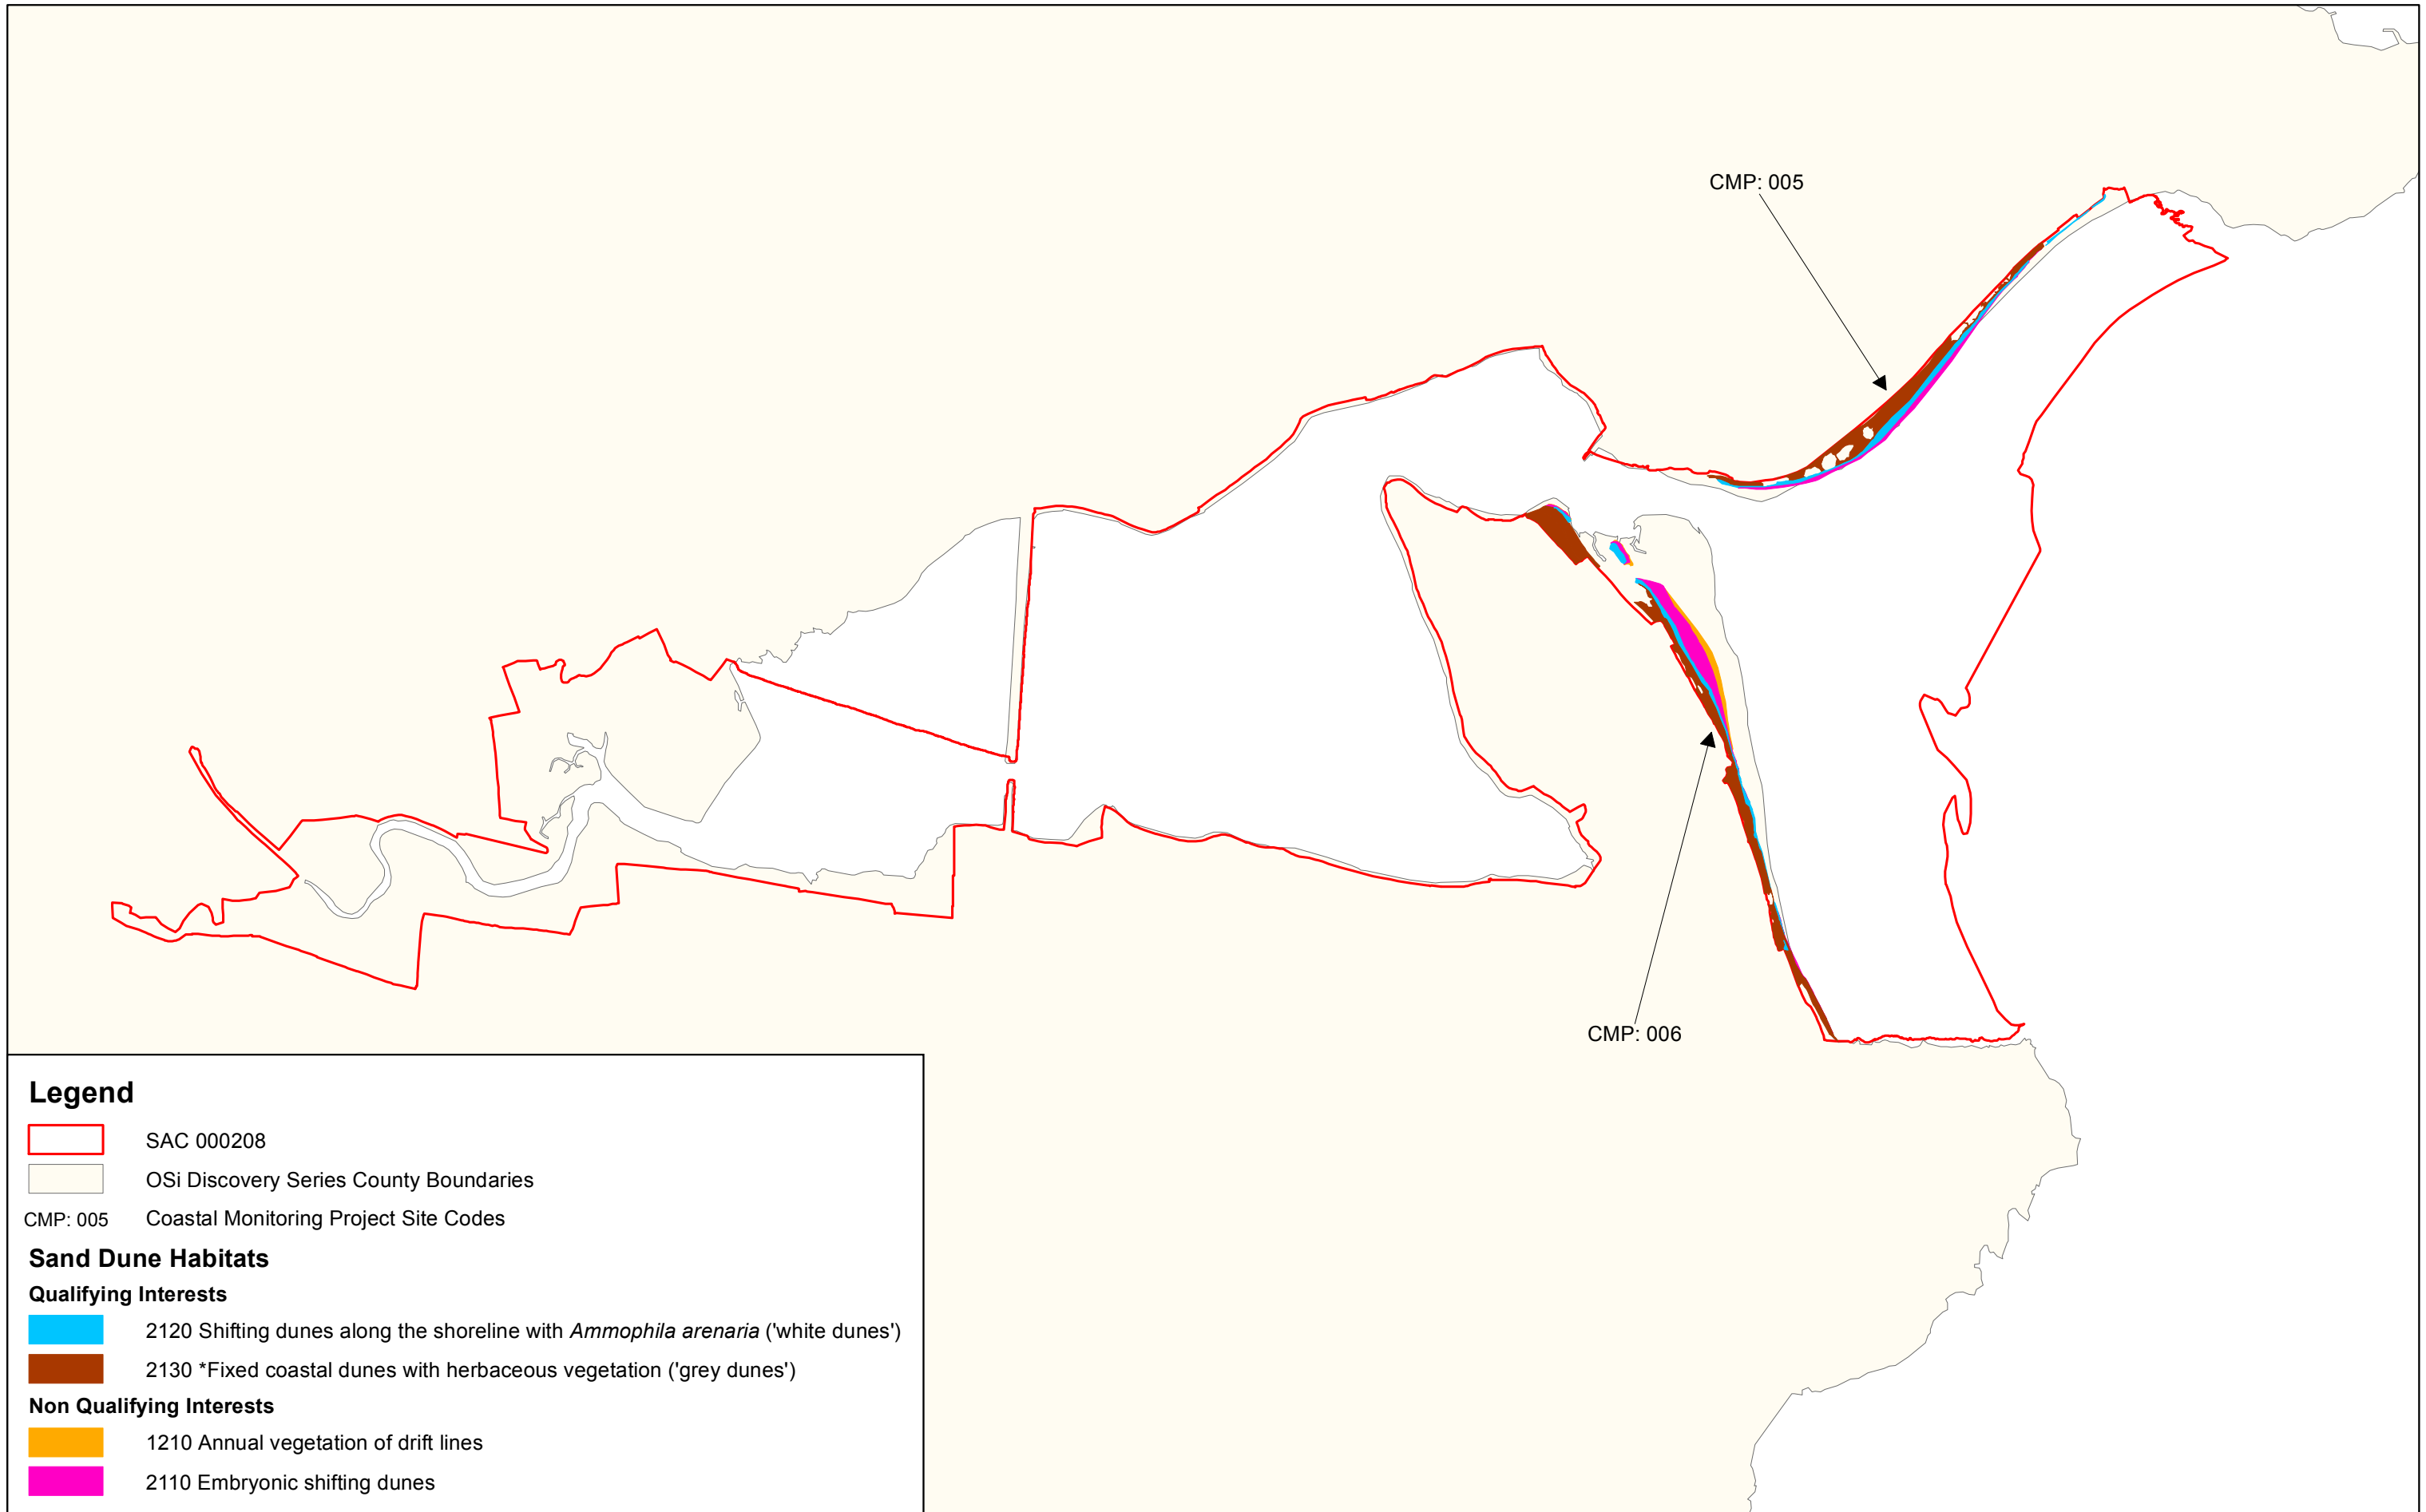 CMP: 005
CMP: 006
Legend
SAC 000208
OSi Discovery Series County Boundaries
CMP: 005 Coastal Monitoring Project Site Codes
Sand Dune Habitats
Qualifying Interests
2120 Shifting dunes along the shoreline with Ammophila arenaria ('white dunes')
2130 *Fixed coastal dunes with herbaceous vegetation ('grey dunes')
Non Qualifying Interests
1210 Annual vegetation of drift lines
2110 Embryonic shifting dunes